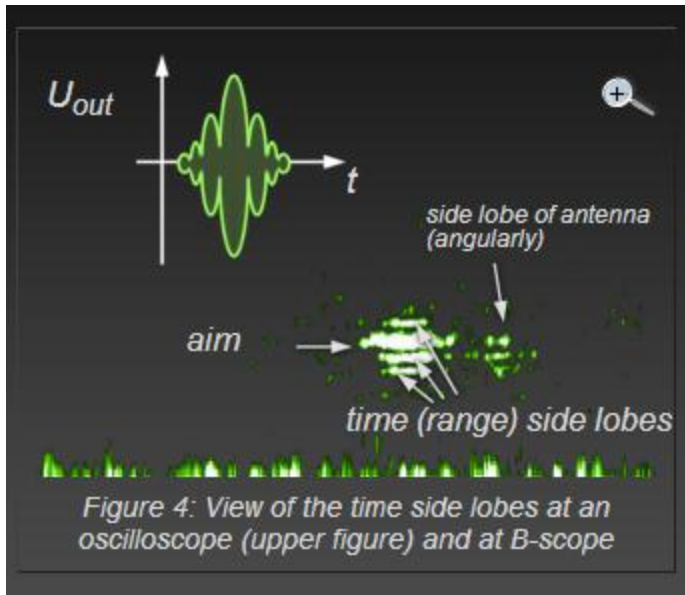 U_out
t
side lobe of antenna
(angularly)
aim
time (range) side lobes
Figure 4: View of the time side lobes at an
oscilloscope (upper figure) and at B-scope